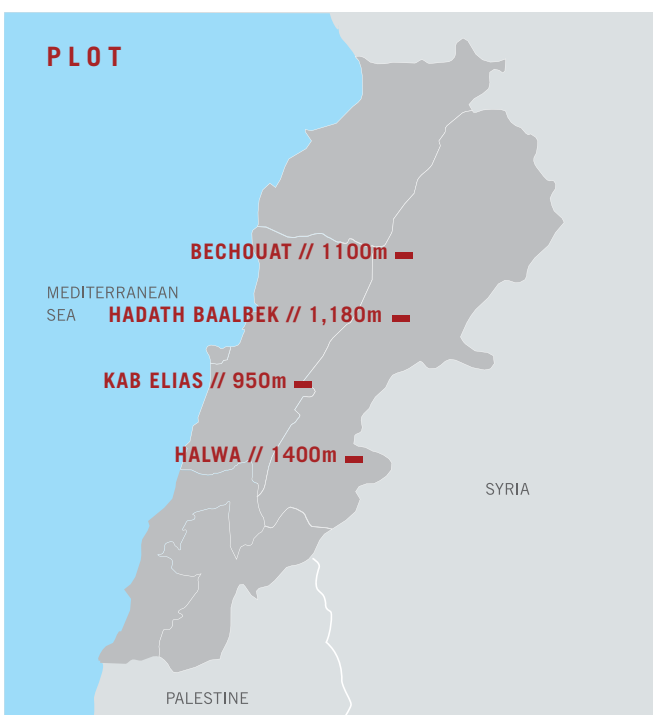 PLOT
BECHOUAT // 1100m
MEDITERRANEAN
SEA
HADATH BAALBEK // 1,180m
KAB ELIAS // 950m
HALWA // 1400m
SYRIA
PALESTINE